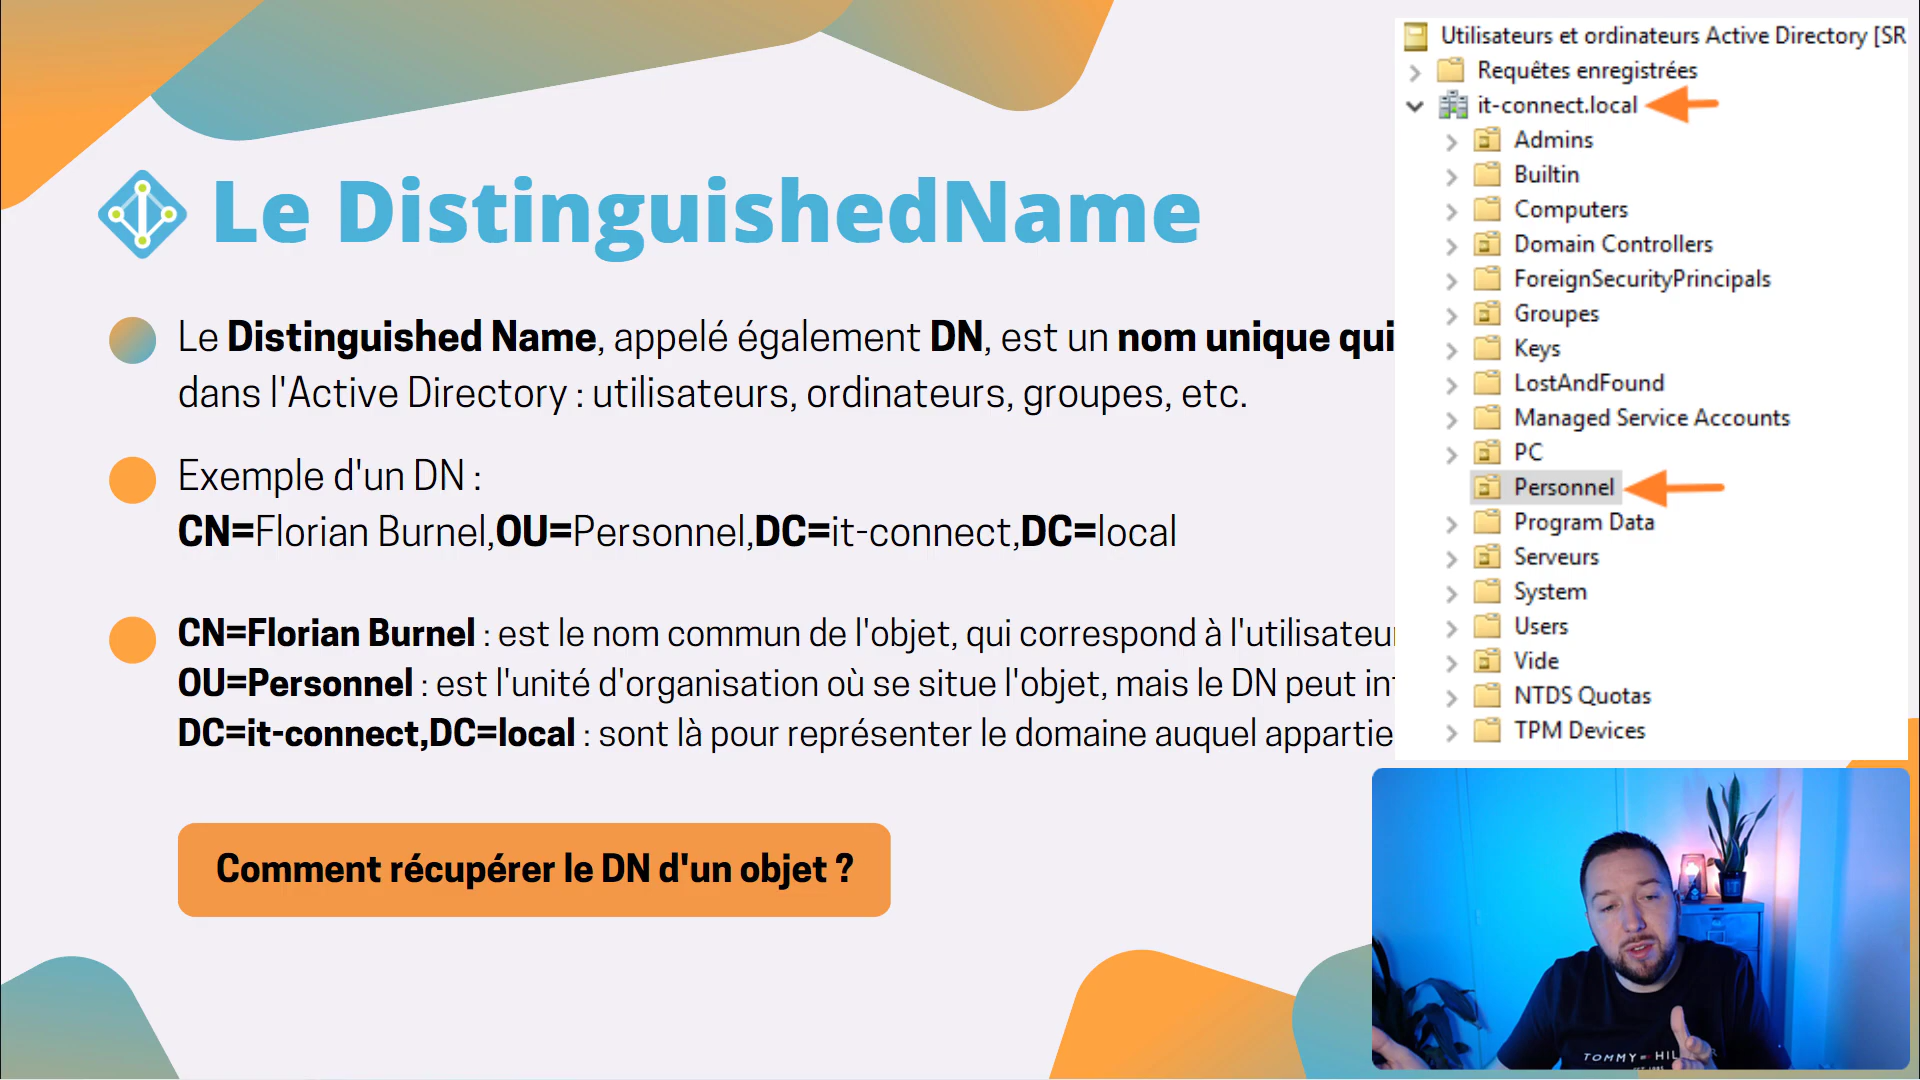 Le DistinguishedName
Le Distinguished Name, appelé également DN, est un nom unique qui
dans l'Active Directory : utilisateurs, ordinateurs, groupes, etc.
Exemple d'un DN :
CN=Florian Burnel,OU=Personnel,DC=it-connect,DC=local
CN=Florian Burnel : est le nom commun de l'objet, qui correspond à l'utilisateur
OU=Personnel : est l'unité d'organisation où se situe l'objet, mais le DN peut
DC=it-connect,DC=local : sont là pour représenter le domaine auquel
Comment récupérer le DN d'un objet ?
Utilisateurs et ordinateurs Active Directory [SR
Requêtes enregistrées
it-connect.local
Admins
Builtin
Computers
Domain Controllers
ForeignSecurityPrincipals
Groupes
Keys
LostAndFound
Managed Service Accounts
PC
Personnel
Program Data
Serveurs
System
Users
Vide
NTDS Quotas
TPM Devices
TOMMY HIL